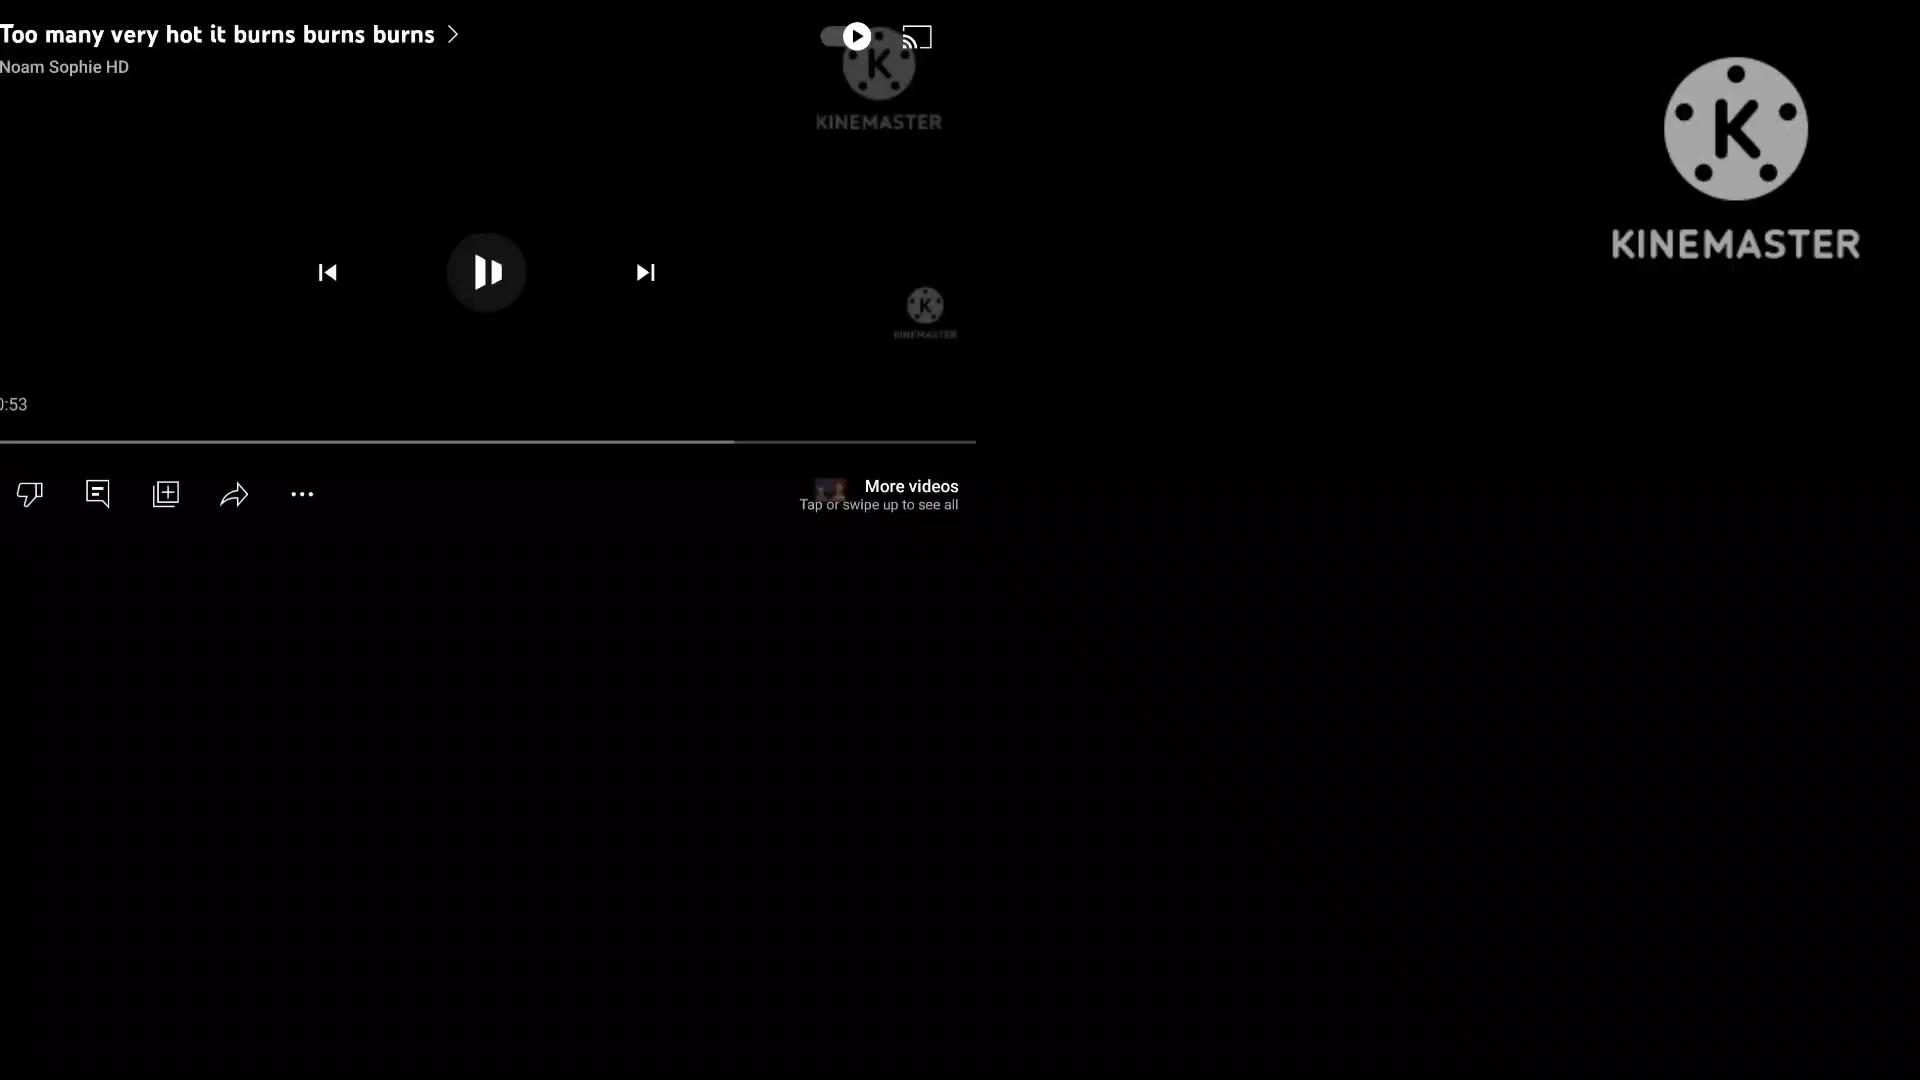 Too many very hot it burns burns burns
Noam Sophie HD
K
KINEMASTER
K
KINEMASTER
K
KINEMASTER
0:53
More videos
Tap or swipe up to see all